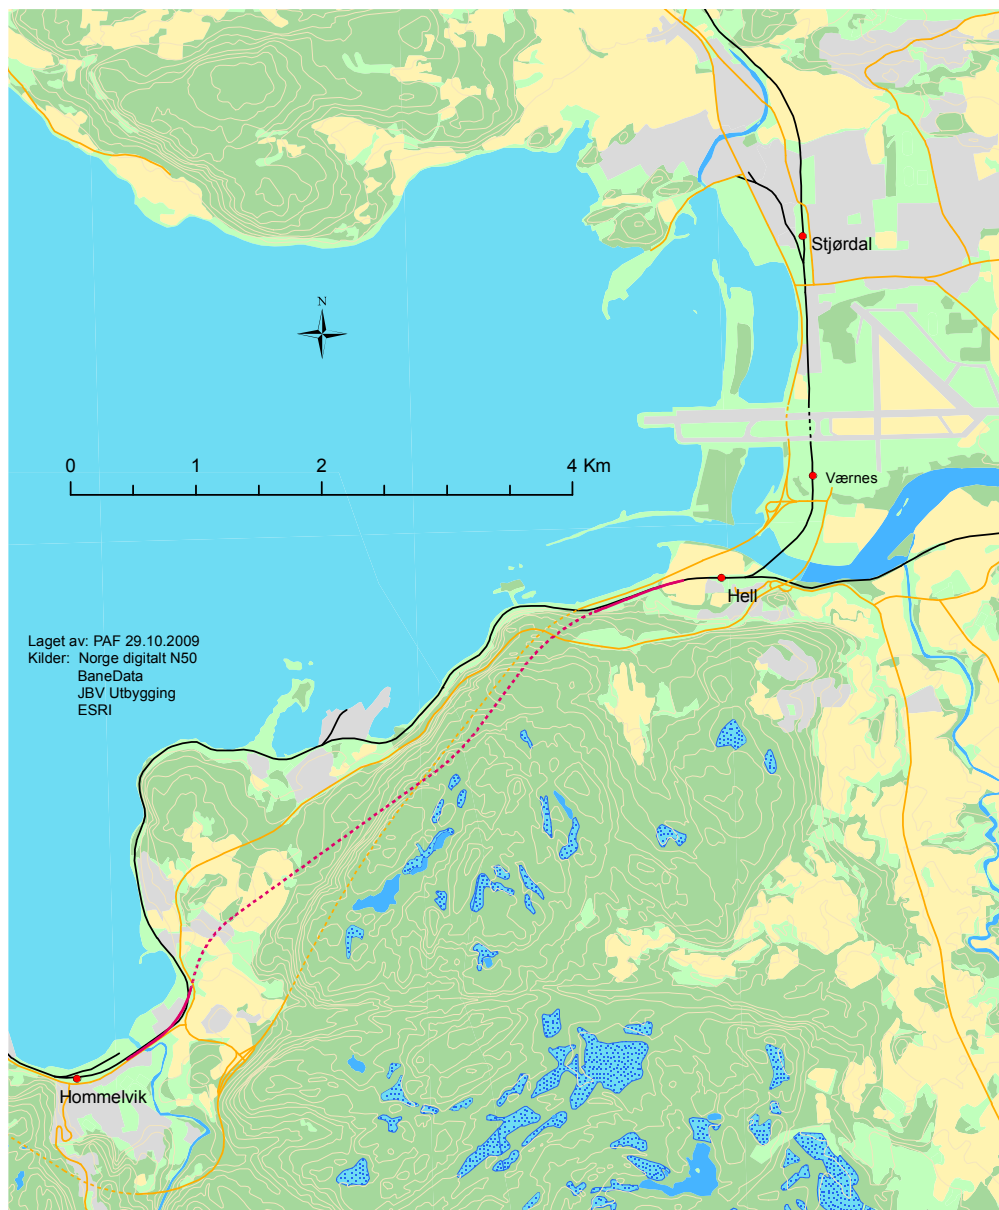 Stjørdal
N
0 1 2 4 Km
Værnes
Hell
Laget av: PAF 29.10.2009
Kilder: Norge digitalt N50
BaneData
JBV Utbygging
ESRI
Hommelvik